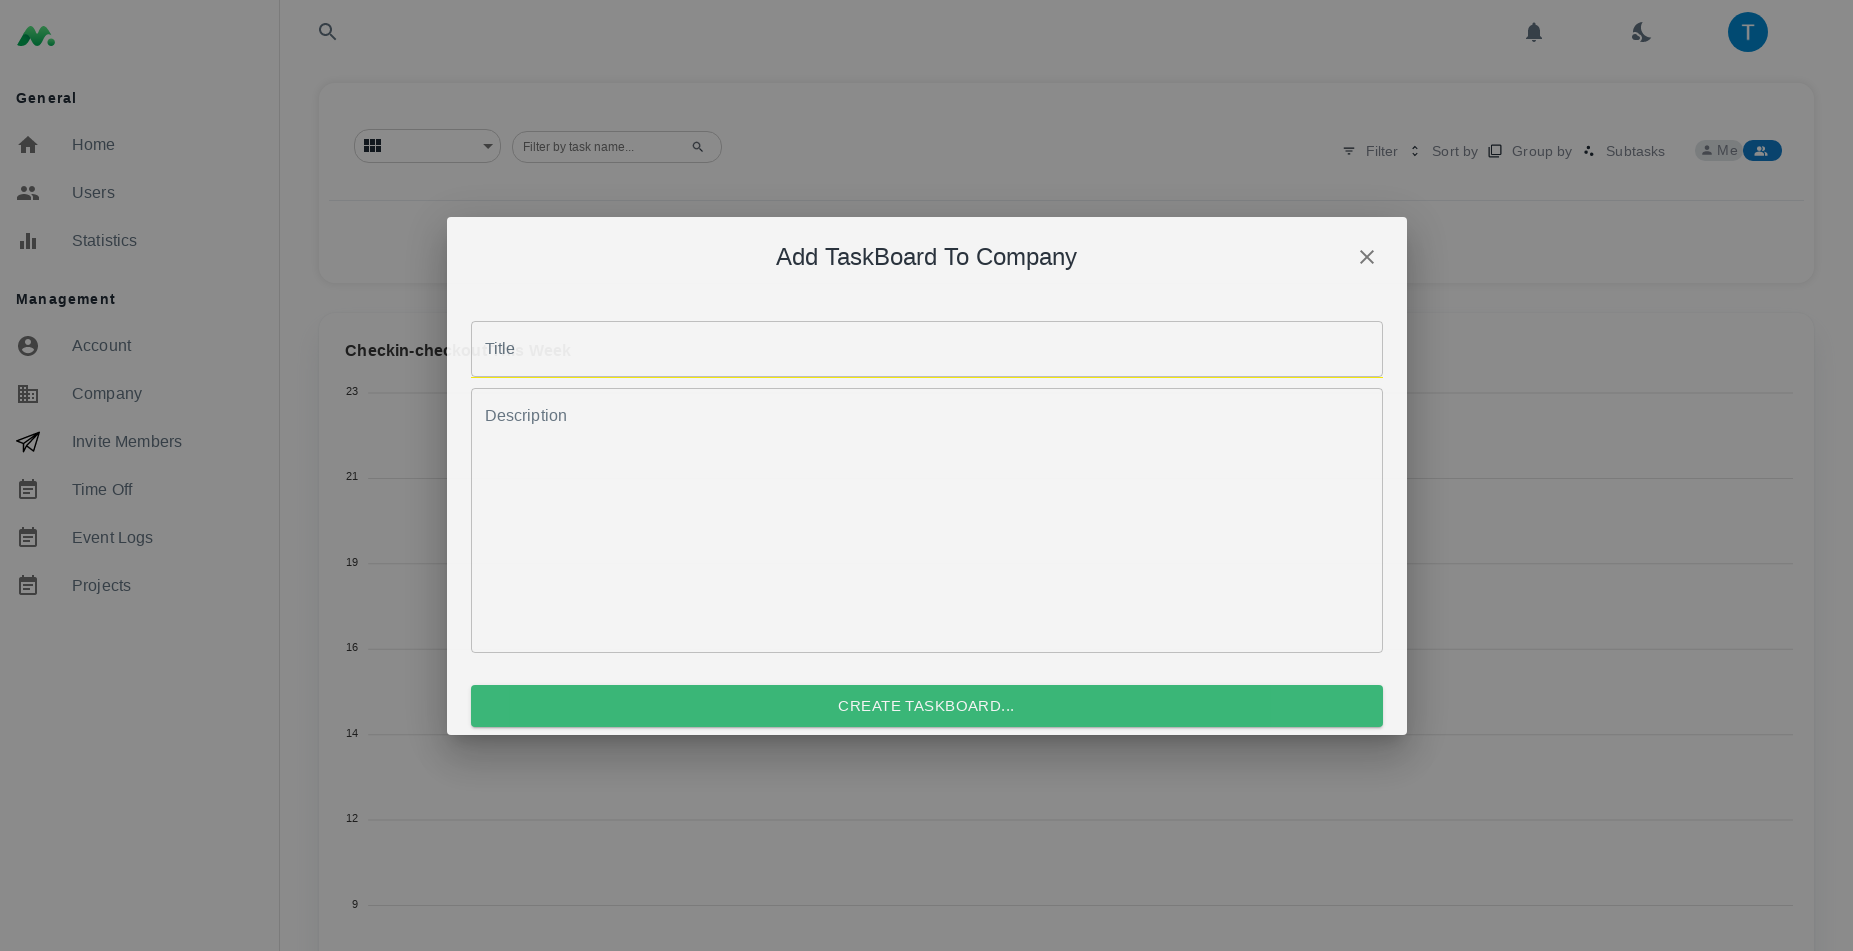 T
General
Home
Users
Statistics
Management
Account
Company
Invite Members
Time Off
Event Logs
Projects
Filter by task name...
Filter
Sort by
Group by
Subtasks
Me
Add TaskBoard To Company
Checkin-checkout This Week
Title
Description
CREATE TASKBOARD...
23
21
19
16
14
12
9